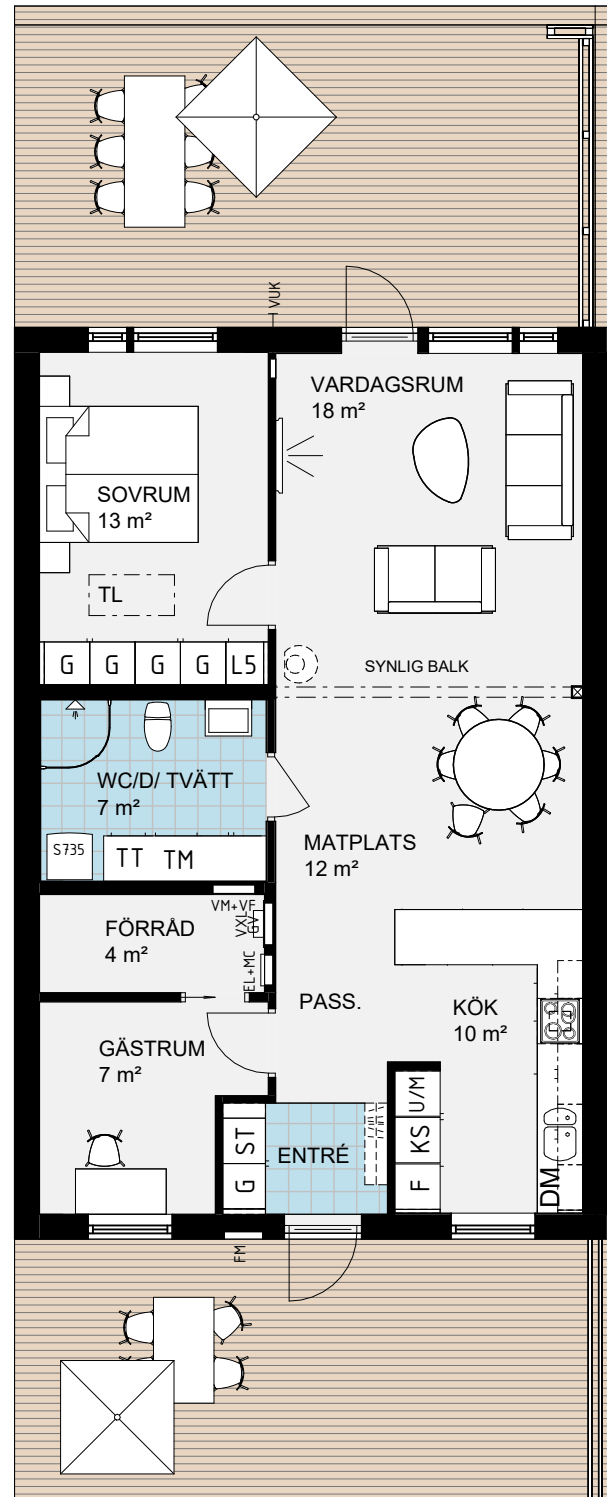 VUK
VARDAGSRUM
18 m²
SOVRUM
13 m²
TL
G G G G L5
SYNLIG BALK
WC/D/ TVÄTT
7 m²
MATPLATS
12 m²
S735
TT TM
VM+VF
VXL
GV
FÖRRÅD
4 m²
EL+MC
PASS.
KÖK
10 m²
GÄSTRUM
7 m²
U/M
ST
KS
ENTRÉ
G
F
DM
FM